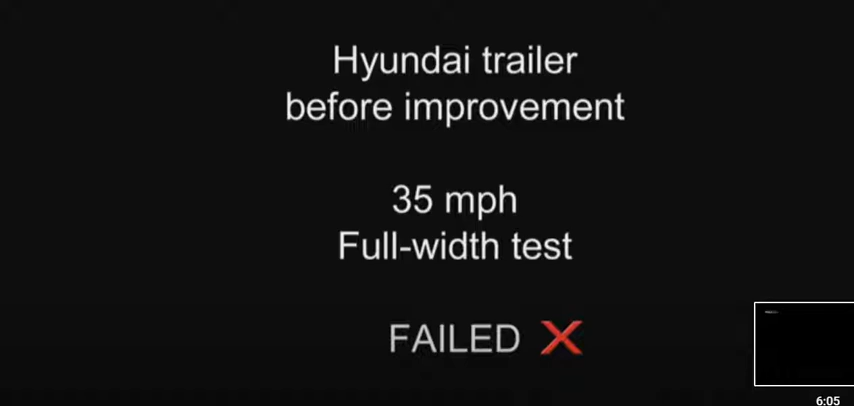 Hyundai trailer
before improvement
35 mph
Full-width test
FAILED ❌
6:05